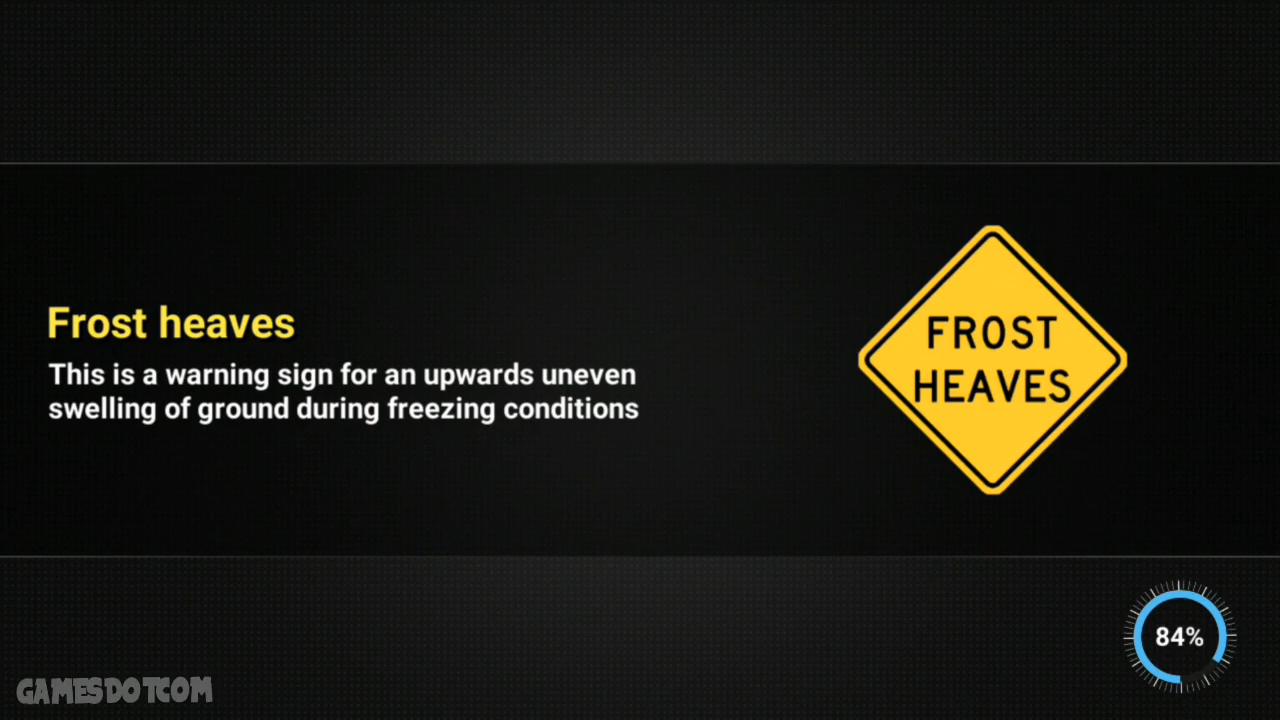 Frost heaves
This is a warning sign for an upwards uneven
swelling of ground during freezing conditions
FROST
HEAVES
84%
GAMESDOTCOM